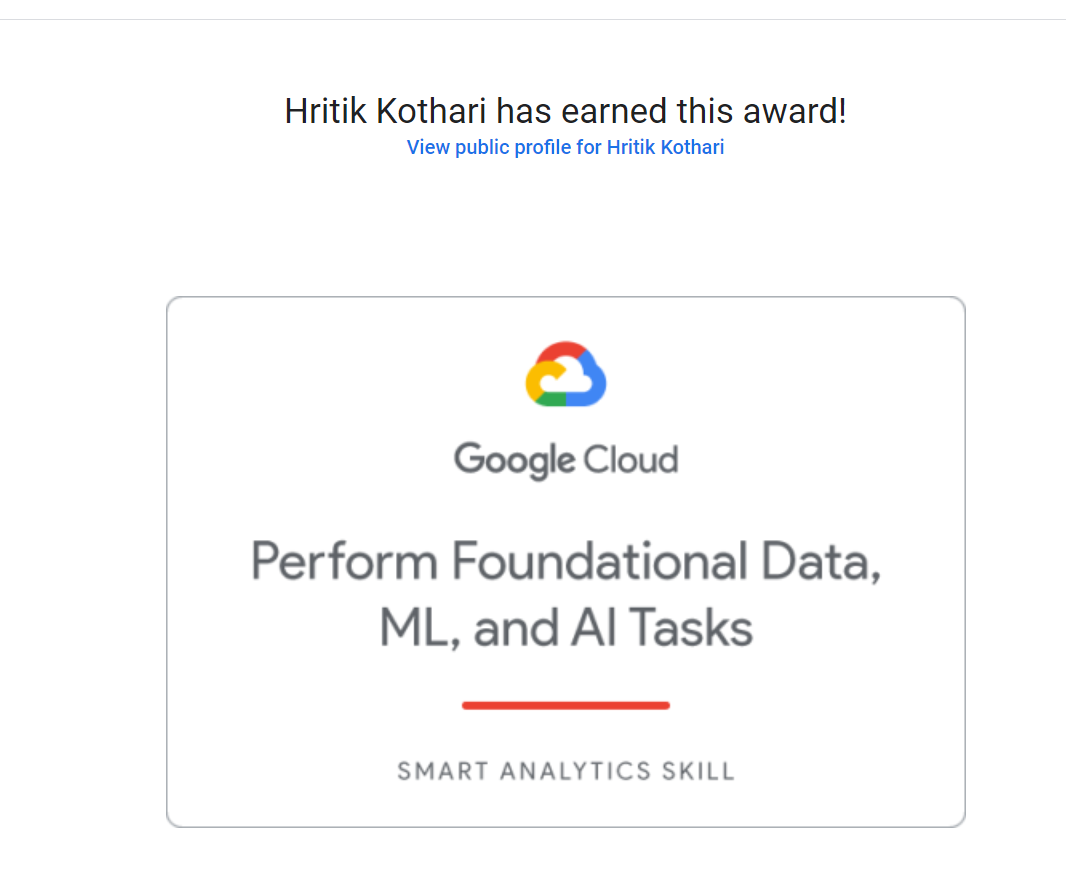 Hritik Kothari has earned this award!
View public profile for Hritik Kothari
Google Cloud
Perform Foundational Data,
ML, and AI Tasks
SMART ANALYTICS SKILL